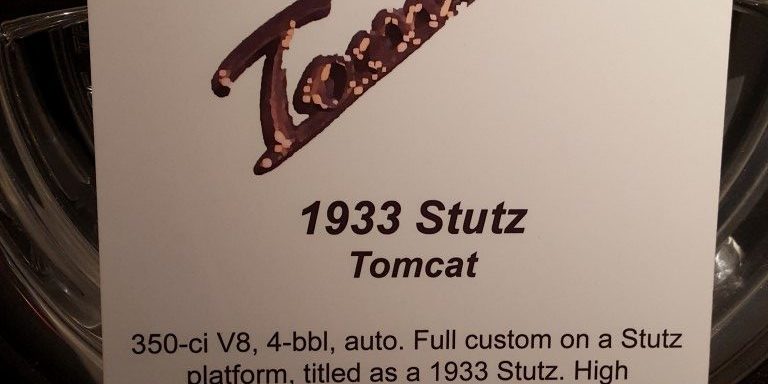 1933 Stutz
Tomcat
350-ci V8, 4-bbl, auto. Full custom on a Stutz
platform, titled as a 1933 Stutz. High